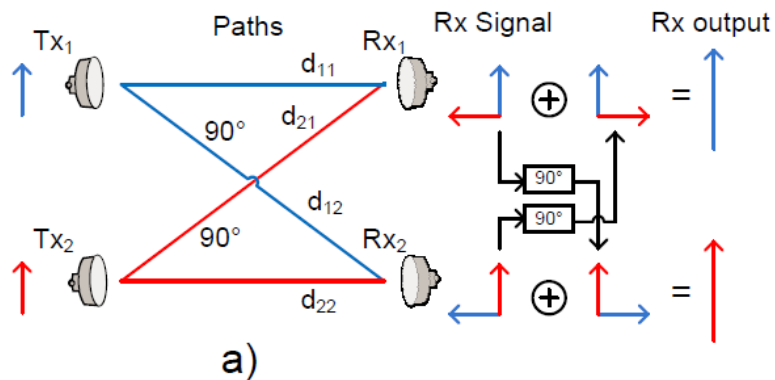 Tx₁ Paths Rx₁ Rx Signal Rx output
d₁₁
90° d₂₁
= 
90°
90°
Tx₂ 90° d₁₂ Rx₂
d₂₂
=
a)